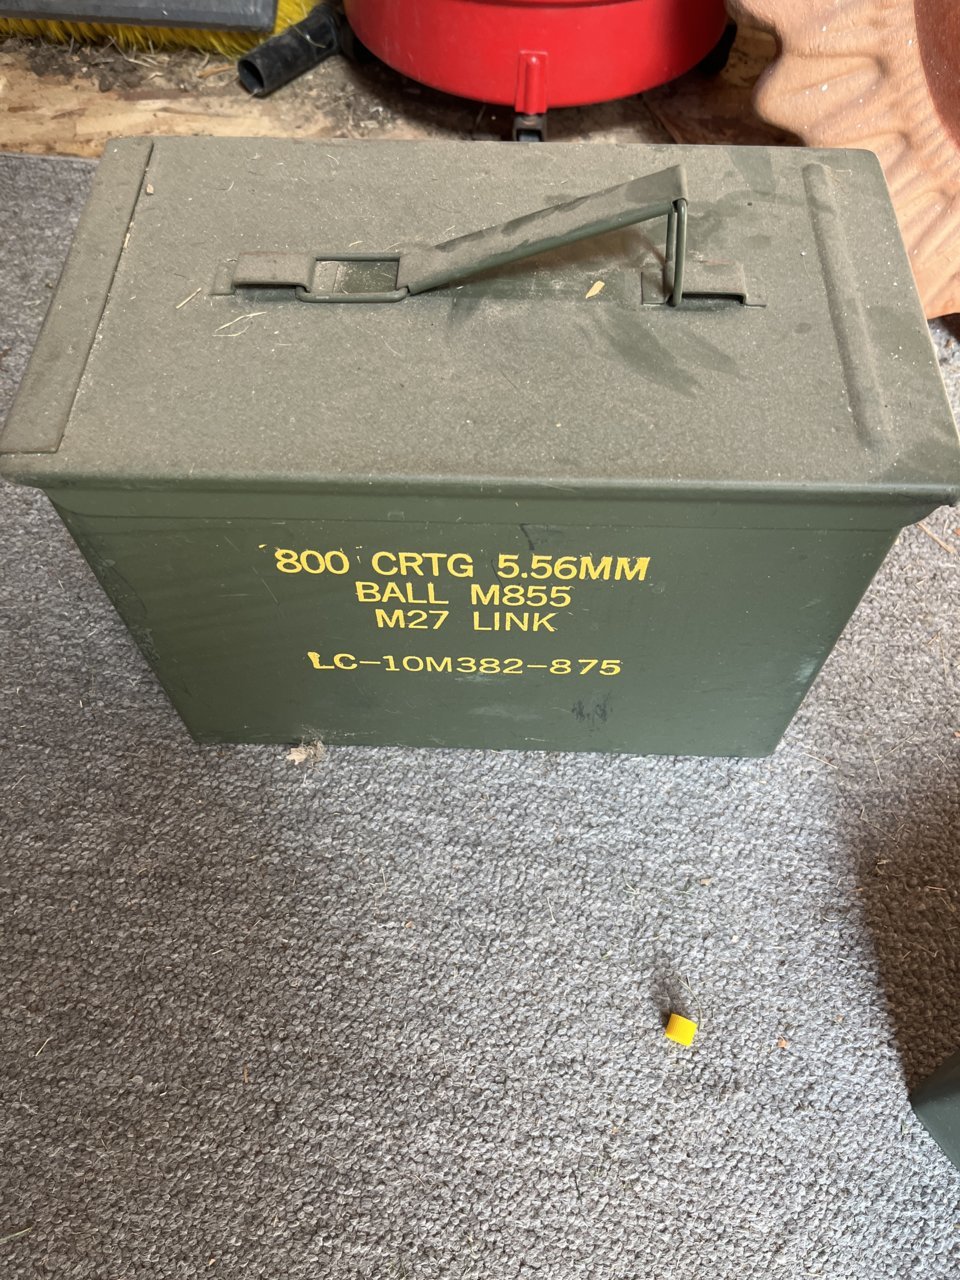 800 CRTG 5.56MM
BALL M855
M27 LINK
LC-10M382-875